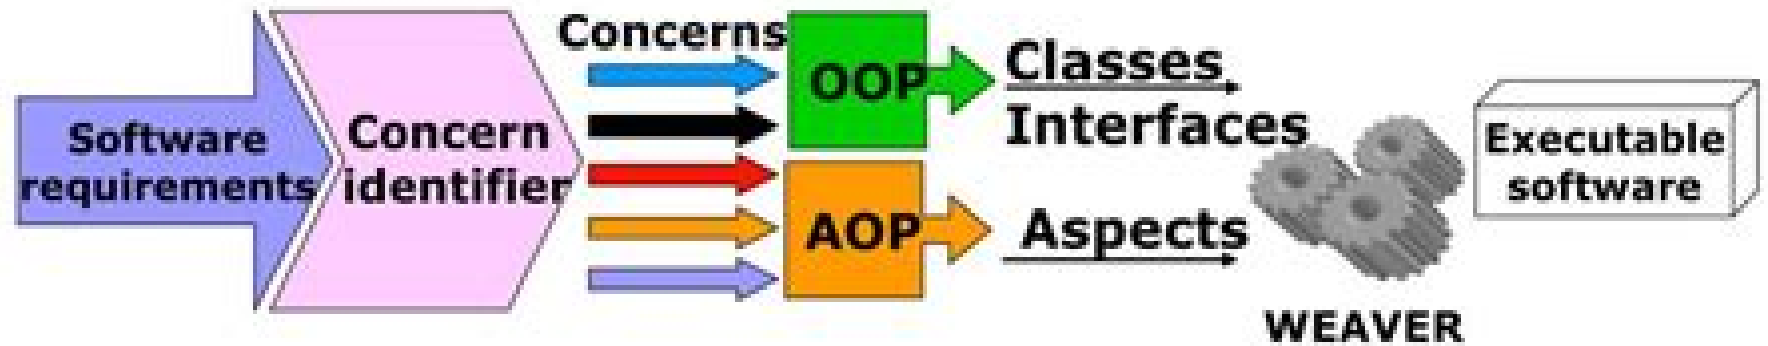 Software
requirements
Concern
identifier
Concerns
OOP
AOP
Classes
Interfaces
Aspects
WEAVER
Executable
software